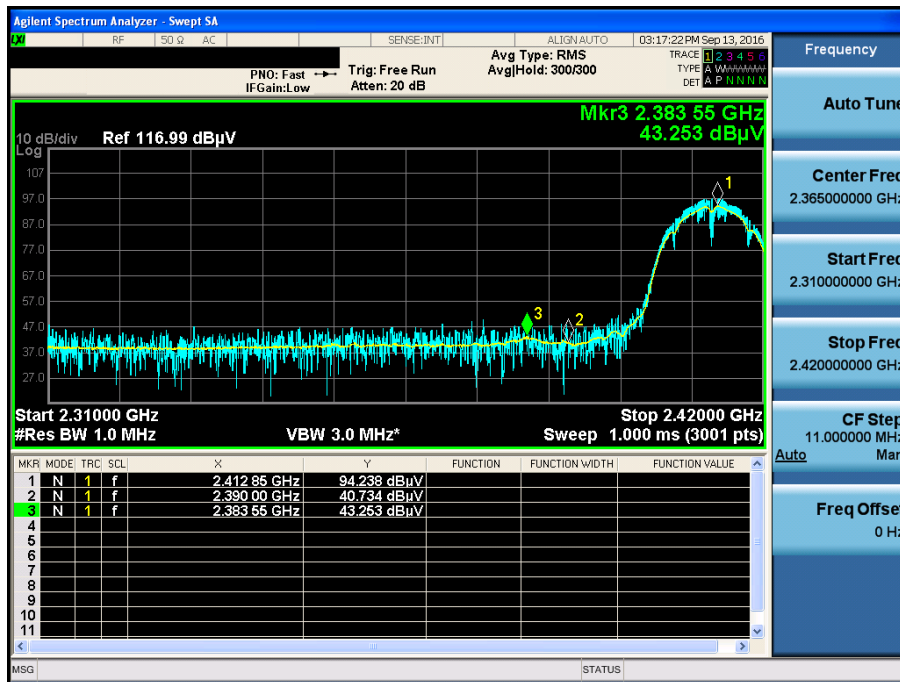 Agilent Spectrum Analyzer - Swept SA
LXI RF 50 Ω AC SENSE:INT ALIGN AUTO 03:17:22 PM Sep 13, 2016
PNO: Fast Trig: Free Run Avg Type: RMS TRACE 1 2 3 4 5 6
IFGain:Low Atten: 20 dB Avg|Hold: 300/300 TYPE A WWWWW
DET A P N N N N
Mkr3 2.383 55 GHz
43.253 dBµV
10 dB/div Ref 116.99 dBµV
Log
107
97.0
87.0
77.0
67.0
57.0
47.0
37.0
27.0
1
3
2
Start 2.31000 GHz Stop 2.42000 GHz
#Res BW 1.0 MHz VBW 3.0 MHz* Sweep 1.000 ms (3001 pts)
MKR MODE TRC SCL X Y FUNCTION FUNCTION WIDTH FUNCTION VALUE
1 N 1 f 2.412 85 GHz 94.238 dBµV
2 N 1 f 2.390 00 GHz 40.734 dBµV
3 N 1 f 2.383 55 GHz 43.253 dBµV
4
5
6
7
8
9
10
11
MSG STATUS
Frequency
Auto Tune
Center Freq
2.365000000 GHz
Start Freq
2.310000000 GHz
Stop Freq
2.420000000 GHz
CF Step
11.000000 MHz
Auto Man
Freq Offset
0 Hz